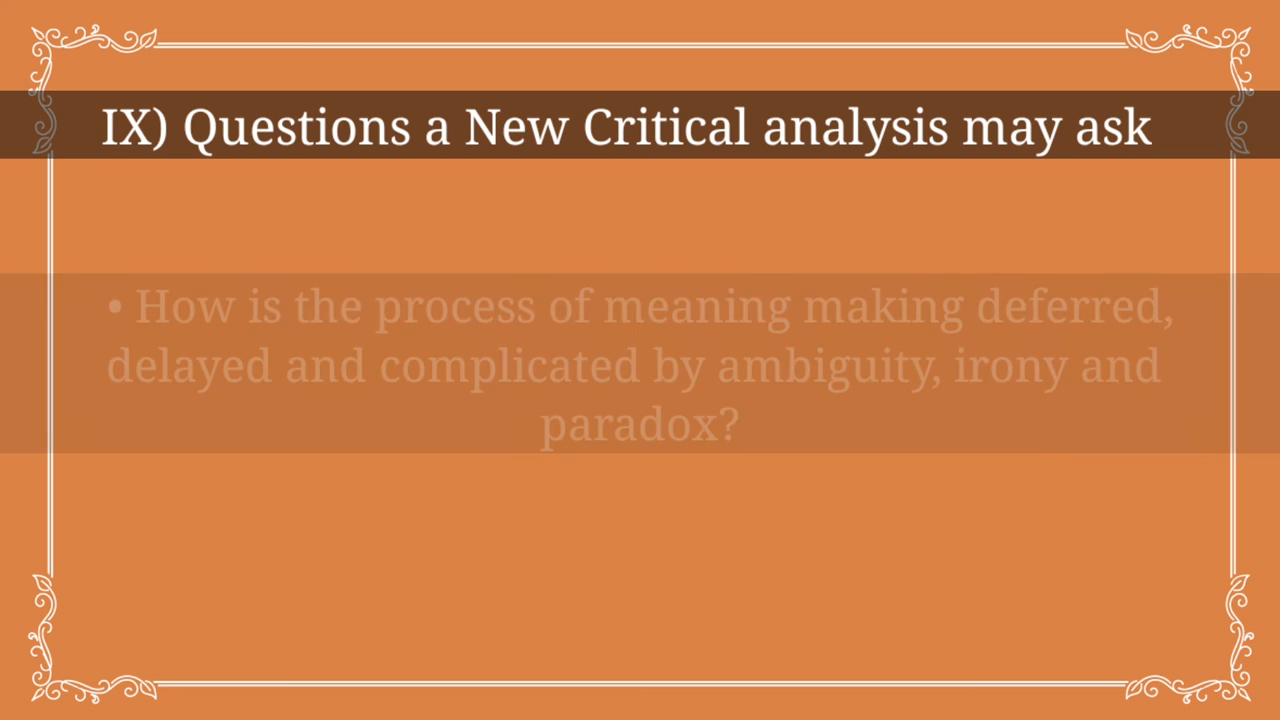 IX) Questions a New Critical analysis may ask
• How is the process of meaning making deferred,
delayed and complicated by ambiguity, irony and
paradox?